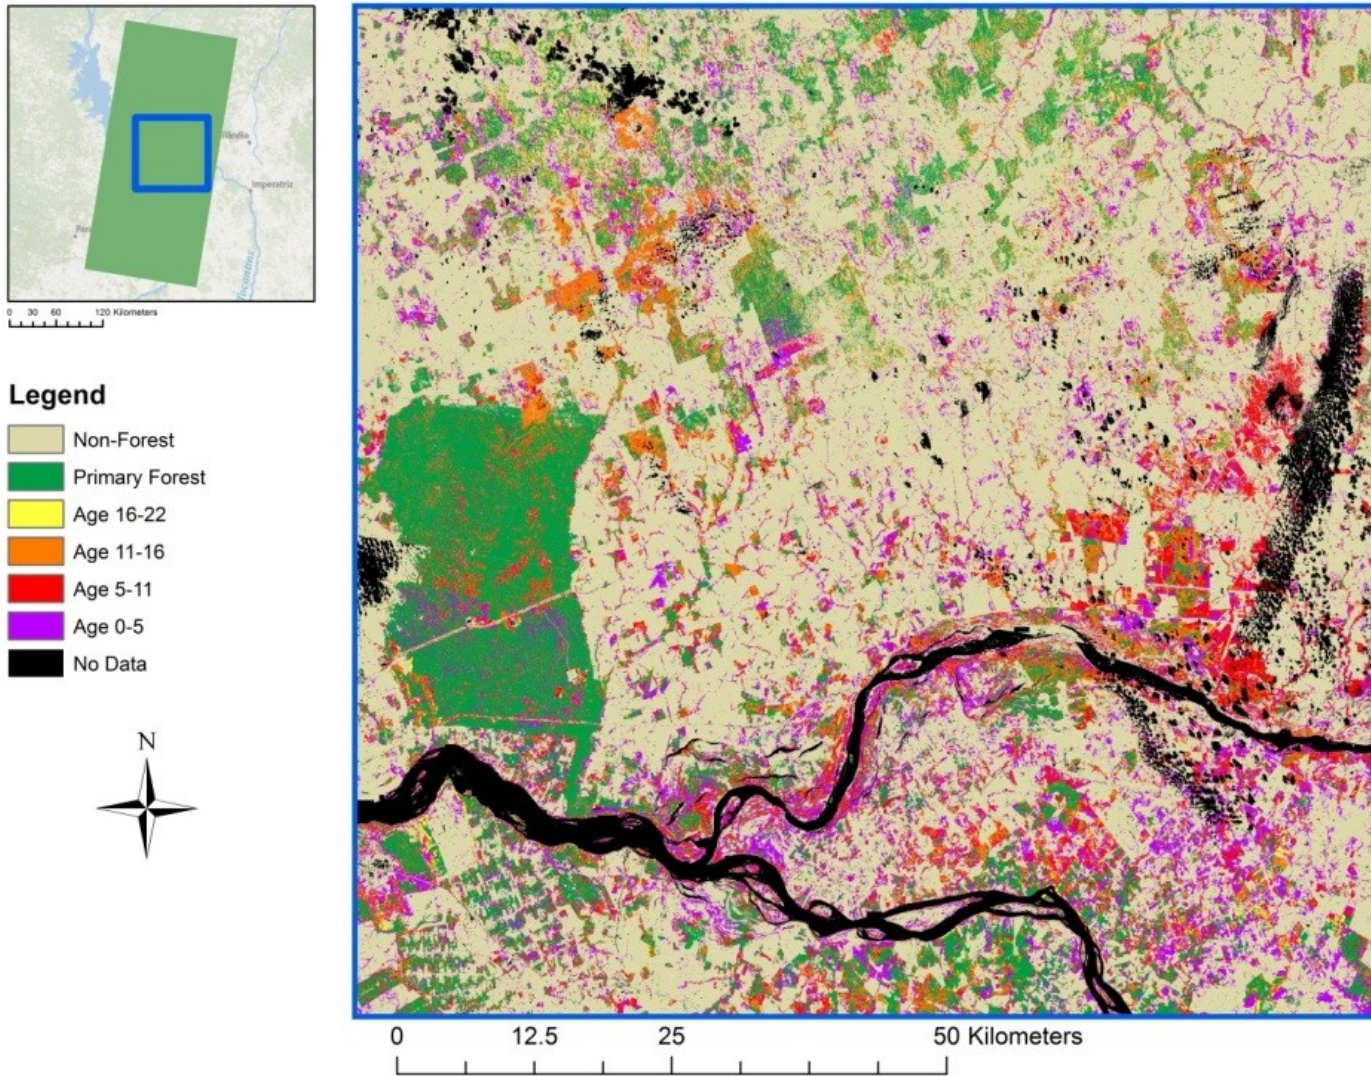 Imperatriz
Tocantins
0 30 60 120 Kilometers
Legend
Non-Forest
Primary Forest
Age 16-22
Age 11-16
Age 5-11
Age 0-5
No Data
N
0 12.5 25 50 Kilometers